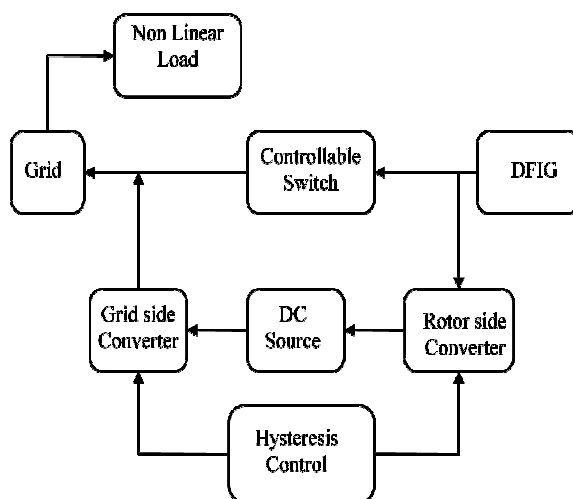 Non Linear
Load
Grid
Controllable
Switch
DFIG
Grid side
Converter
DC
Source
Rotor side
Converter
Hysteresis
Control